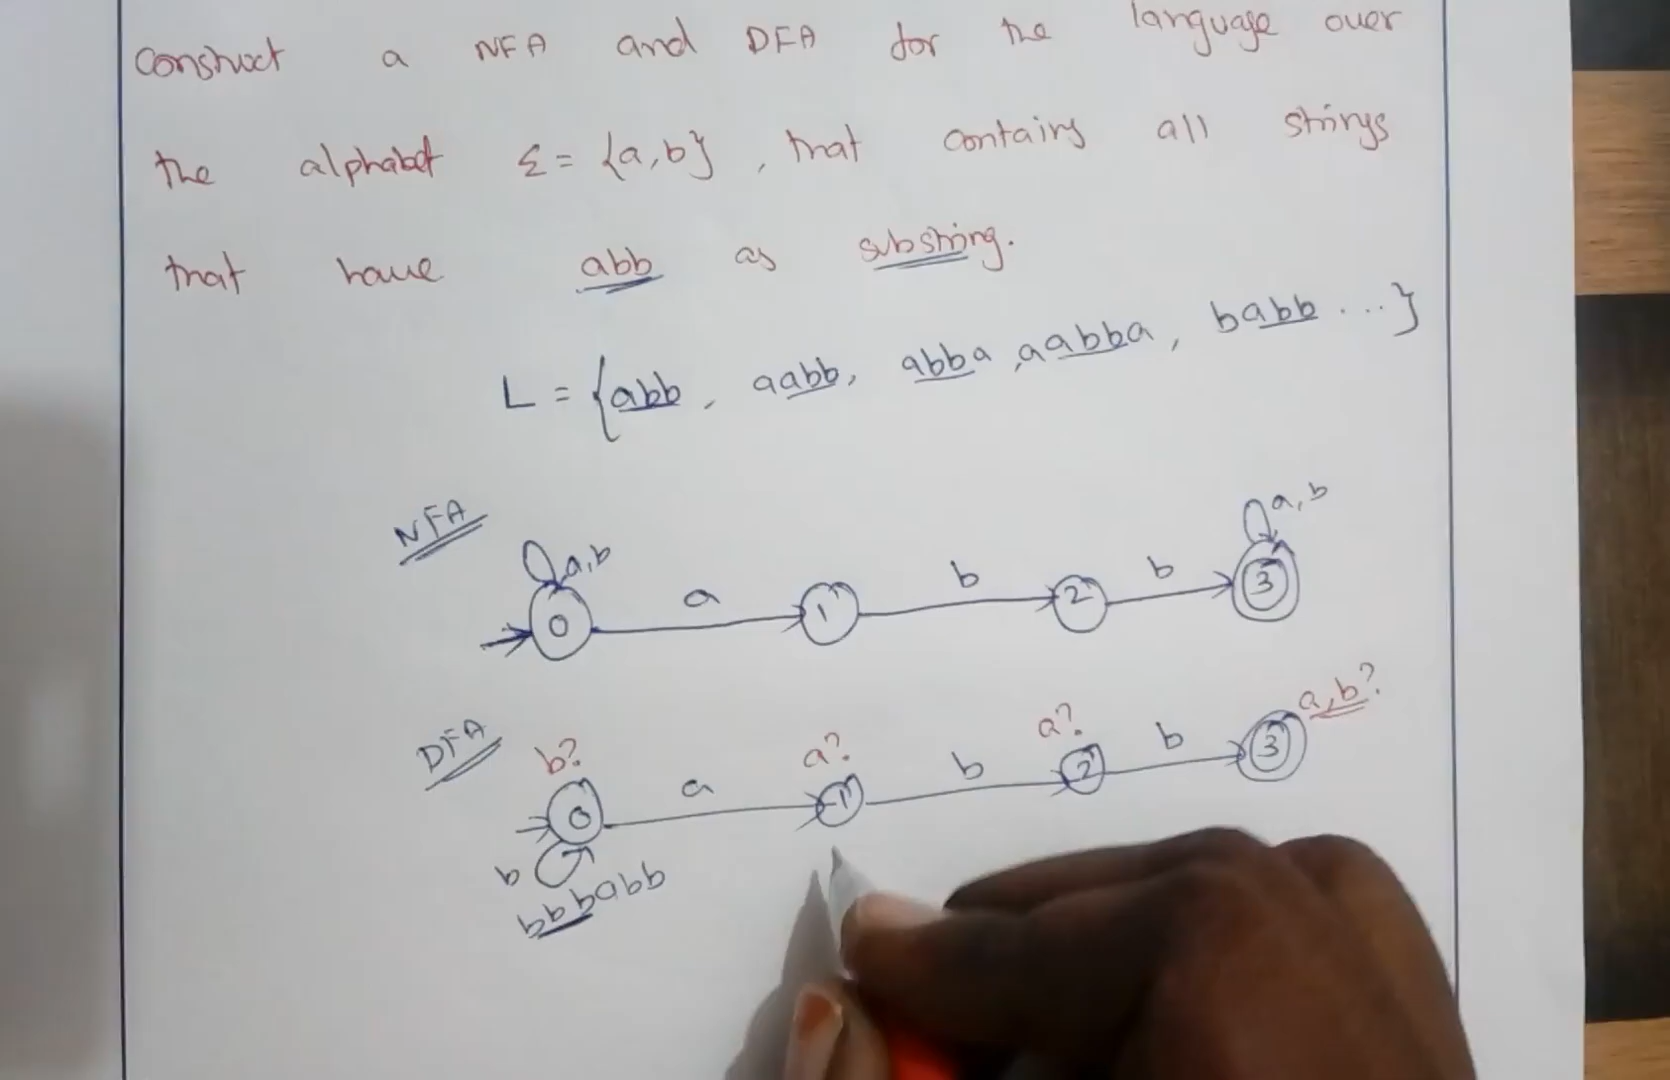 Construct a NFA and DFA for the language over
the alphabet Σ = {a,b} , that contains all strings
that have abb as substring.
L = {abb, aabb, abba, aabba, babb ...}
NFA
a,b
a,b
0 a 1 b 2 b 3
DFA
b? a? a? a,b?
0 a 1 b 2 b 3
b
bbbabb